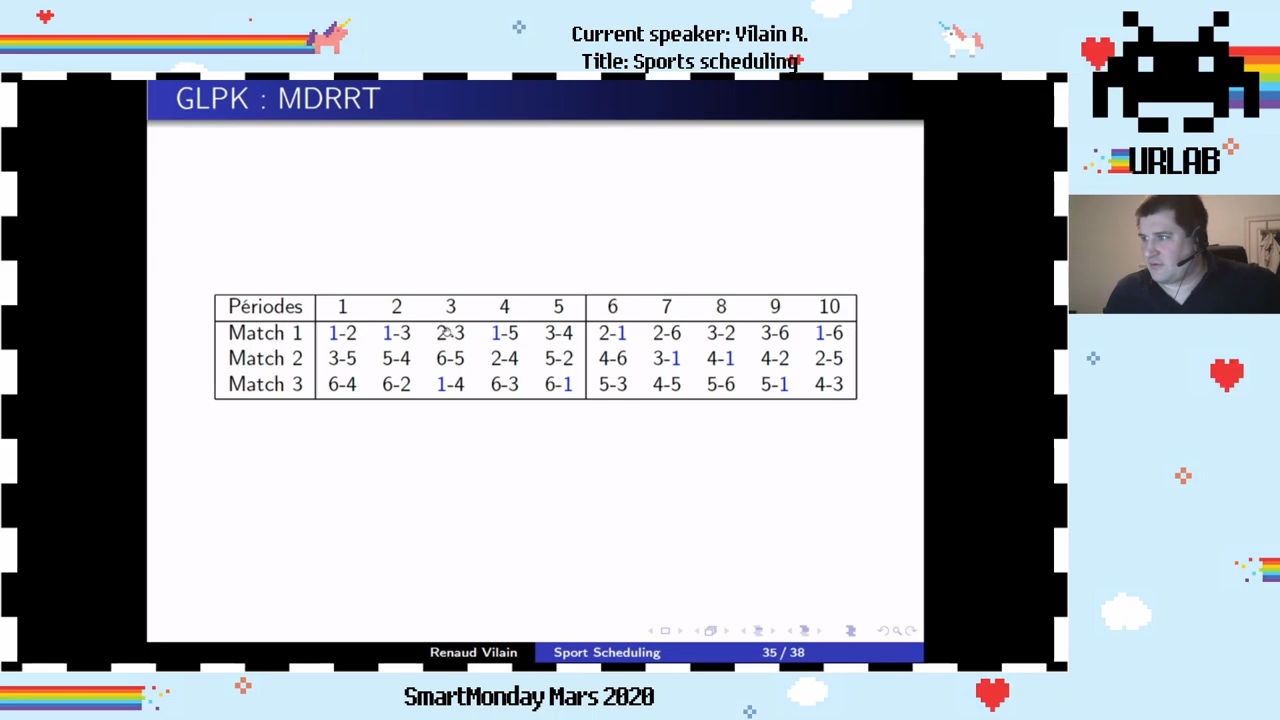 Current speaker: Vilain R.
Title: Sports scheduling
GLPK : MDRRT
URLAB
Périodes 1 2 3 4 5 6 7 8 9 10
Match 1 1-2 1-3 2-3 1-5 3-4 2-1 2-6 3-2 3-6 1-6
Match 2 3-5 5-4 6-5 2-4 5-2 4-6 3-1 4-1 4-2 2-5
Match 3 6-4 6-2 1-4 6-3 6-1 5-3 4-5 5-6 5-1 4-3
Renaud Vilain Sport Scheduling 35 / 38
SmartMonday Mars 2020